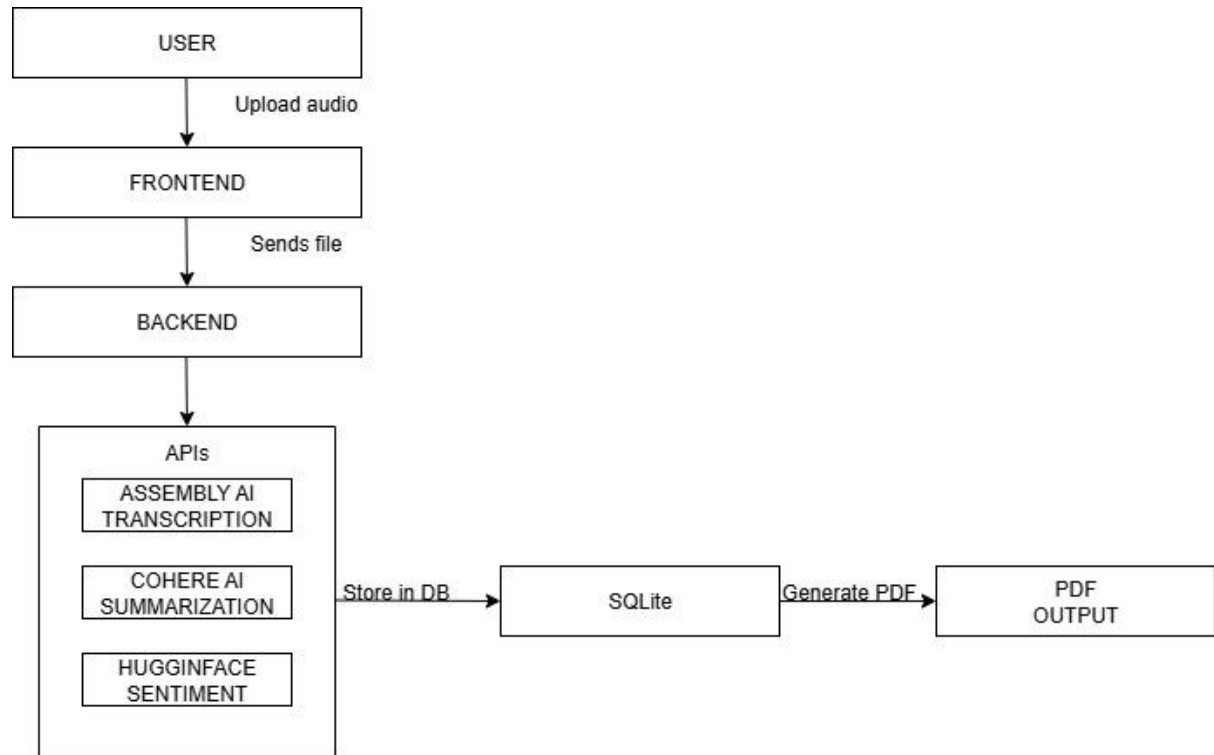 USER
Upload audio
FRONTEND
Sends file
BACKEND
APIs
ASSEMBLY AI
TRANSCRIPTION
COHERE AI
SUMMARIZATION
HUGGINFACE
SENTIMENT
Store in DB
SQLite
Generate PDF
PDF
OUTPUT